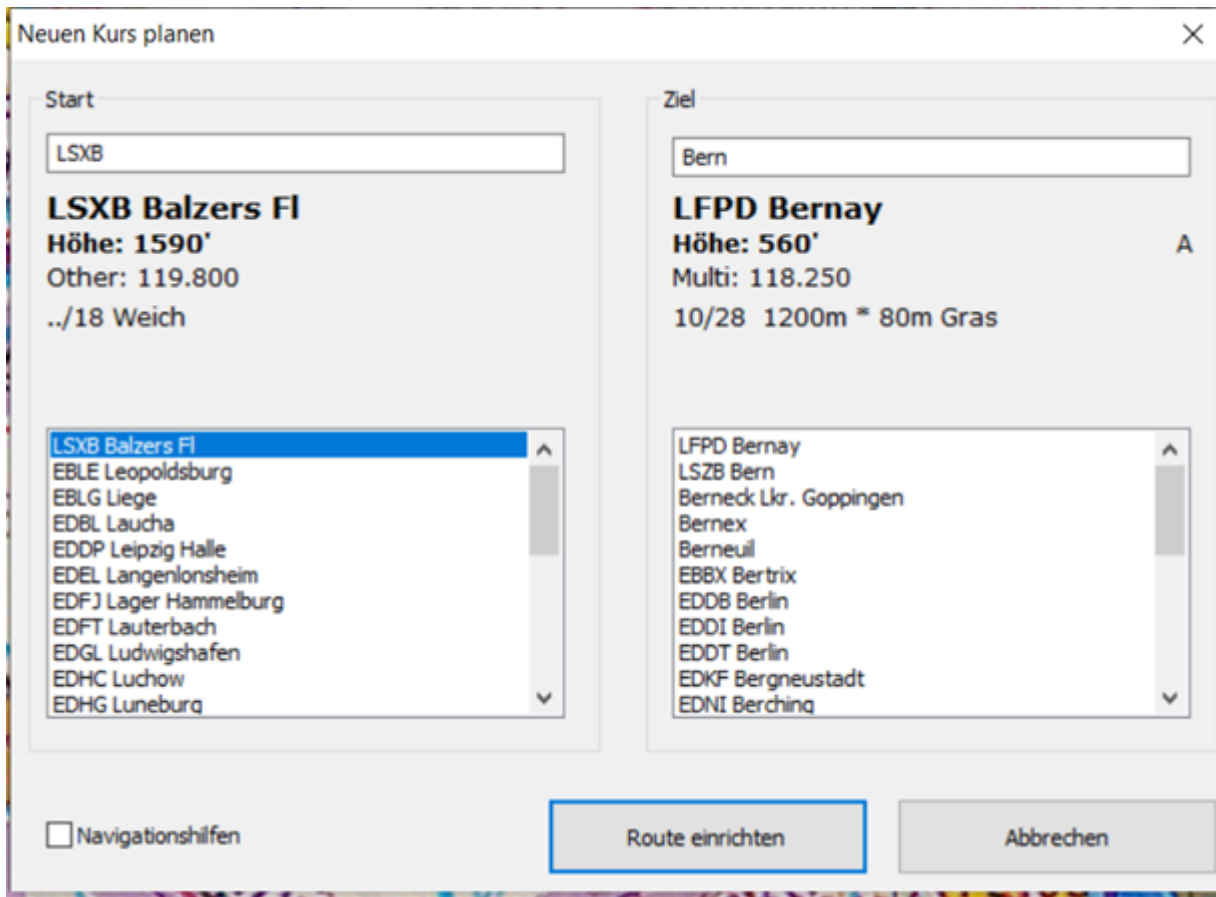 Neuen Kurs planen
Start
LSXB
LSXB Balzers Fl
Höhe: 1590'
Other: 119.800
../18 Weich
LSXB Balzers Fl
EBLE Leopoldsburg
EBLG Liege
EDBL Laucha
EDDP Leipzig Halle
EDEL Langenlonsheim
EDFJ Lager Hammelburg
EDFT Lauterbach
EDGL Ludwigshafen
EDHC Luchow
EDHG Luneburg
Ziel
Bern
LFPD Bernay
Höhe: 560' A
Multi: 118.250
10/28 1200m * 80m Gras
LFPD Bernay
LSZB Bern
Berneck Lkr. Goppingen
Bernex
Berneuil
EBBX Bertrix
EDDB Berlin
EDDI Berlin
EDDT Berlin
EDKF Bergneustadt
EDNI Berching
Navigationshilfen
Route einrichten
Abbrechen